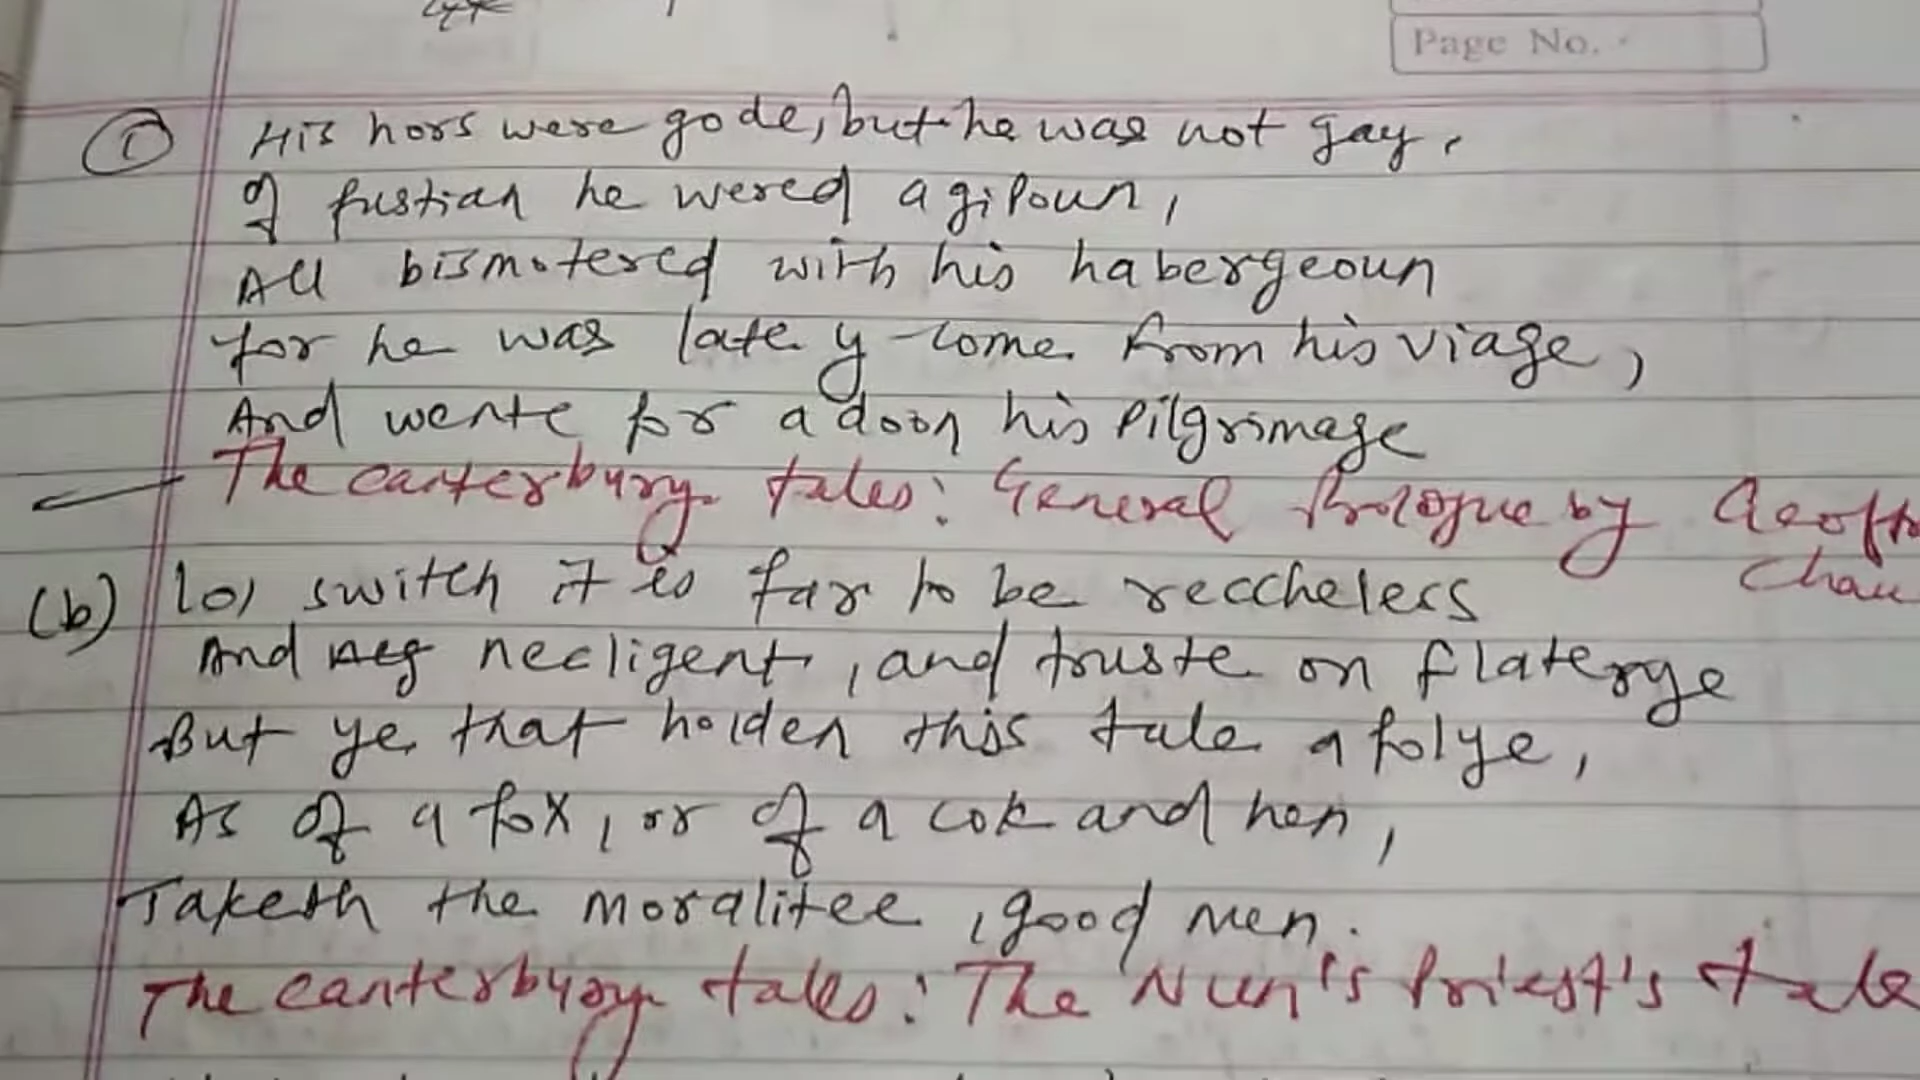 Page No.
① His hors were gode, but he was not gay,
Of fustian he wered a gipoun,
All bismotered with his habergeoun
for he was late y-come from his viage,
And wente for a doon his Pilgrimage
— The canterbury tales: General Prologue by Geoff
Chau
(b) lo, switch it is far to be reccheless
And neg necligent, and truste on flaterye
But ye that holden this tale a folye,
As of a fox, or of a cok and hen,
Taketh the moralitee, good men.
The canterbury tales: The Nun's Priest's tale